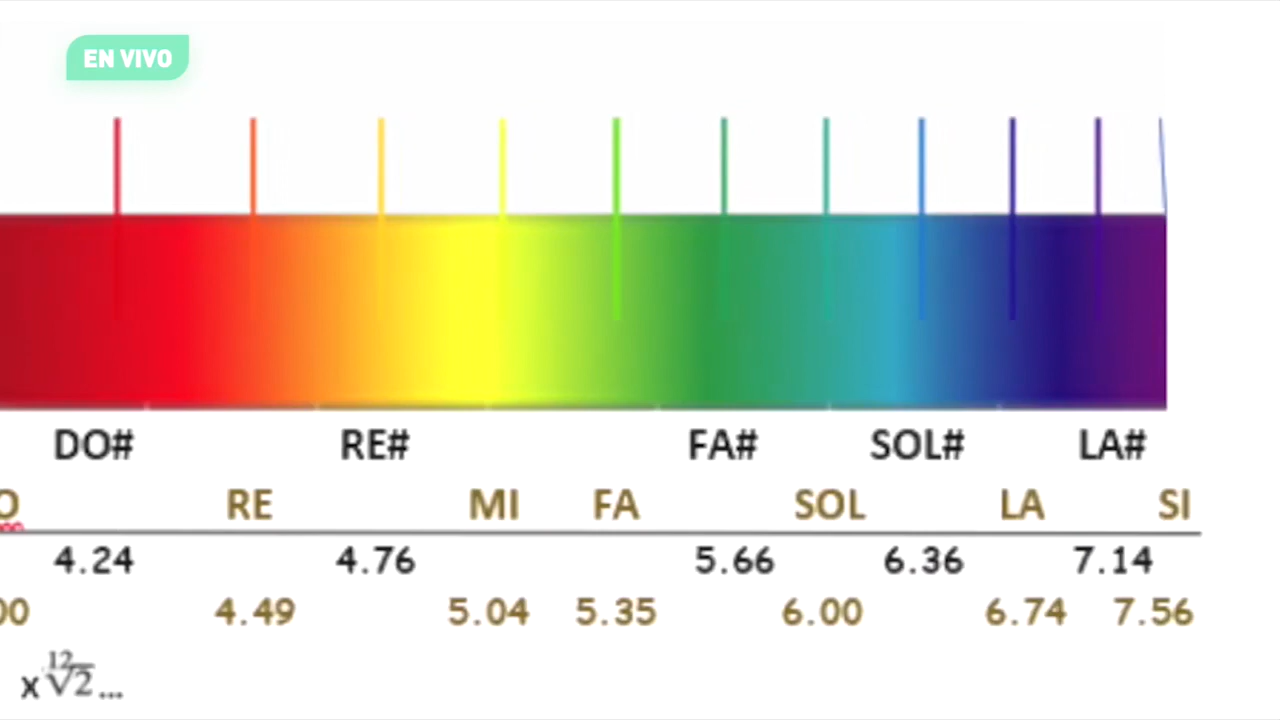 EN VIVO
DO# RE# FA# SOL# LA#
O RE MI FA SOL LA SI
4.24 4.76 5.66 6.36 7.14
00 4.49 5.04 5.35 6.00 6.74 7.56
x ¹²√2...